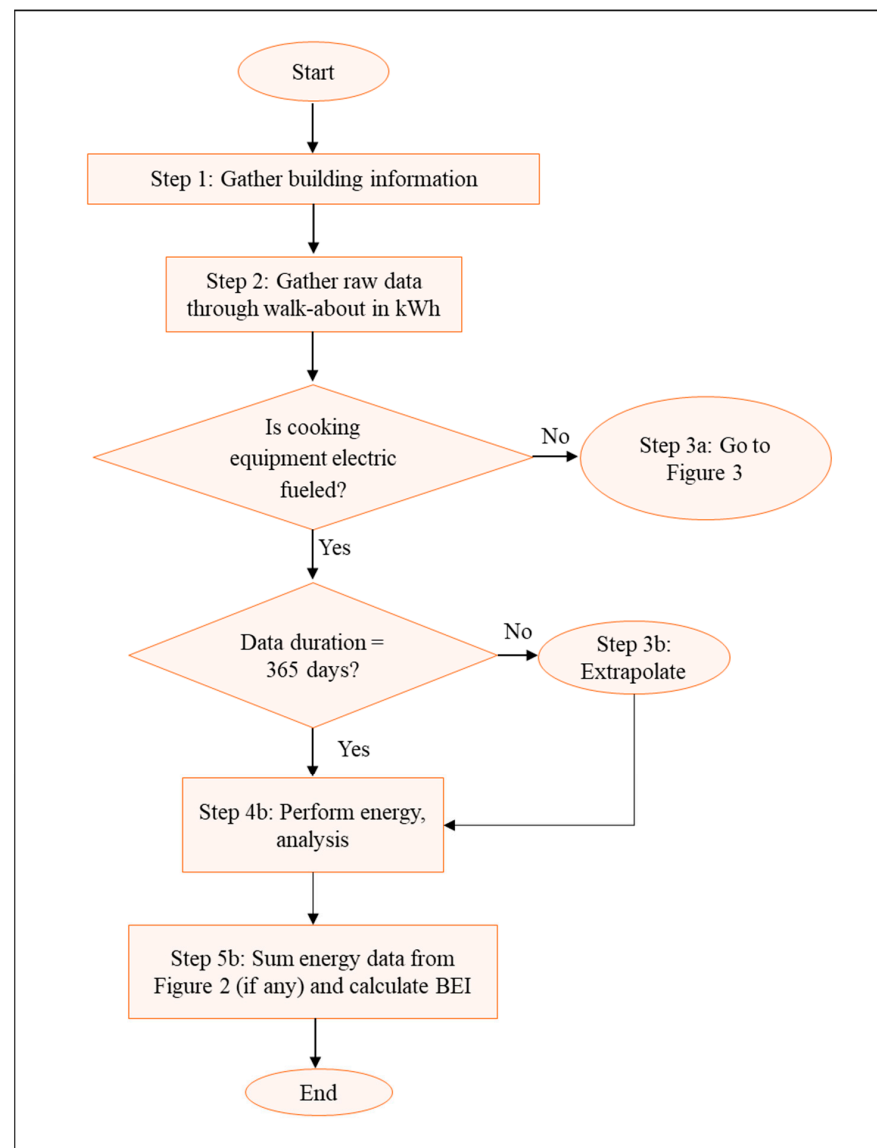 Start
Step 1: Gather building information
Step 2: Gather raw data
through walk-about in kWh
Is cooking
equipment electric
fueled?
No
Step 3a: Go to
Figure 3
Yes
Data duration =
365 days?
No
Step 3b:
Extrapolate
Yes
Step 4b: Perform energy,
analysis
Step 5b: Sum energy data from
Figure 2 (if any) and calculate BEI
End